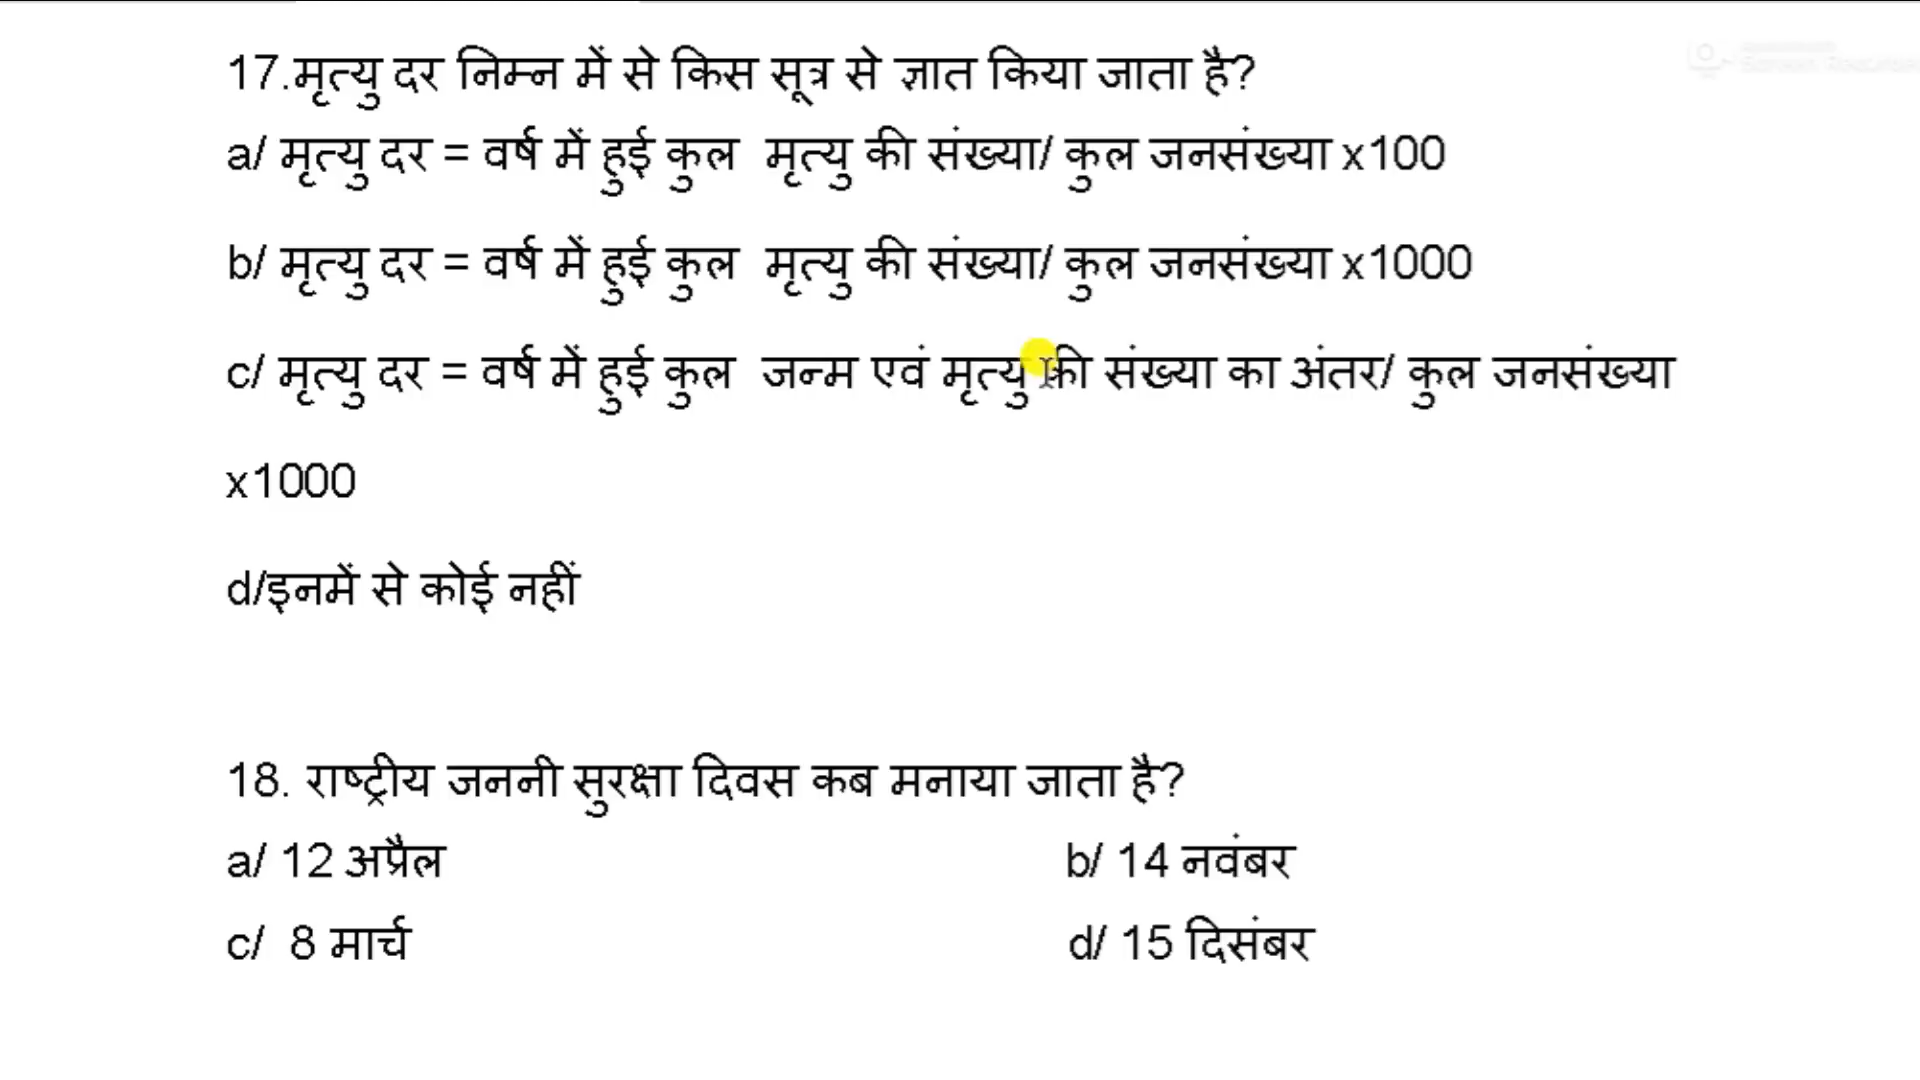 17.मृत्यु दर निम्न में से किस सूत्र से ज्ञात किया जाता है?
a/ मृत्यु दर = वर्ष में हुई कुल  मृत्यु की संख्या/ कुल जनसंख्या x100
b/ मृत्यु दर = वर्ष में हुई कुल  मृत्यु की संख्या/ कुल जनसंख्या x1000
c/ मृत्यु दर = वर्ष में हुई कुल  जन्म एवं मृत्यु की संख्या का अंतर/ कुल जनसंख्या
x1000
d/इनमें से कोई नहीं
18. राष्ट्रीय जननी सुरक्षा दिवस कब मनाया जाता है?
a/ 12 अप्रैल b/ 14 नवंबर
c/  8 मार्च d/ 15 दिसंबर